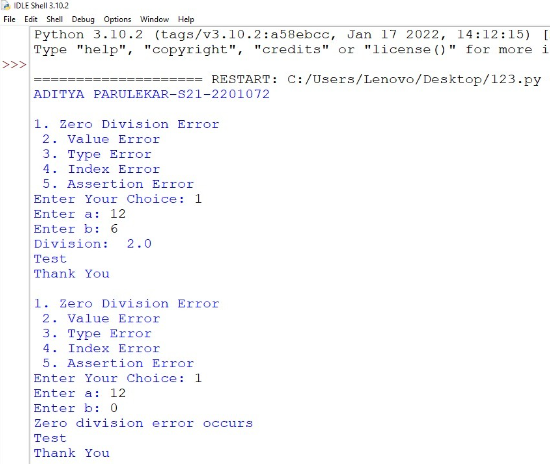 IDLE Shell 3.10.2
File Edit Shell Debug Options Window Help
Python 3.10.2 (tags/v3.10.2:a58ebcc, Jan 17 2022, 14:12:15) [
Type "help", "copyright", "credits" or "license()" for more i
>>>
==================== RESTART: C:/Users/Lenovo/Desktop/123.py
ADITYA PARULEKAR-S21-2201072
1. Zero Division Error
2. Value Error
3. Type Error
4. Index Error
5. Assertion Error
Enter Your Choice: 1
Enter a: 12
Enter b: 6
Division:  2.0
Test
Thank You
1. Zero Division Error
2. Value Error
3. Type Error
4. Index Error
5. Assertion Error
Enter Your Choice: 1
Enter a: 12
Enter b: 0
Zero division error occurs
Test
Thank You